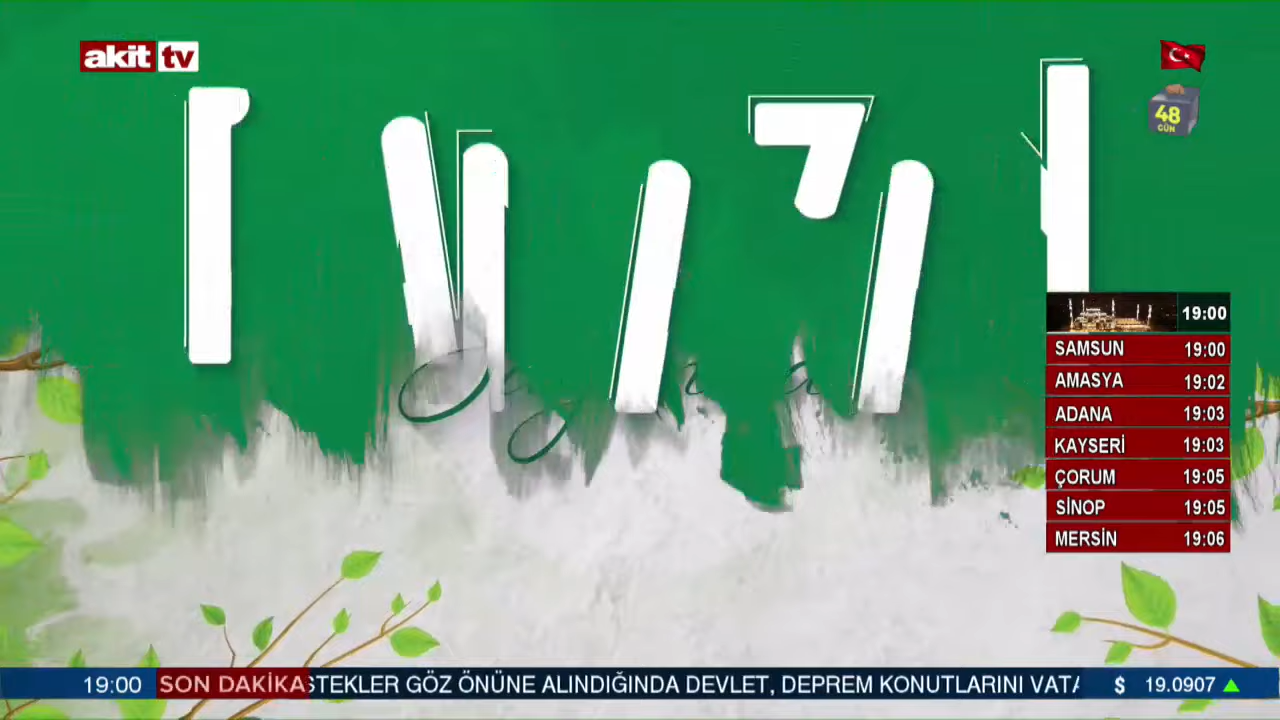 akit tv
48
GÜN
19:00
SAMSUN 19:00
AMASYA 19:02
ADANA 19:03
KAYSERİ 19:03
ÇORUM 19:05
SİNOP 19:05
MERSİN 19:06
19:00 SON DAKİKA STEKLER GÖZ ÖNÜNE ALINDIĞINDA DEVLET, DEPREM KONUTLARINI VATA $ 19.0907